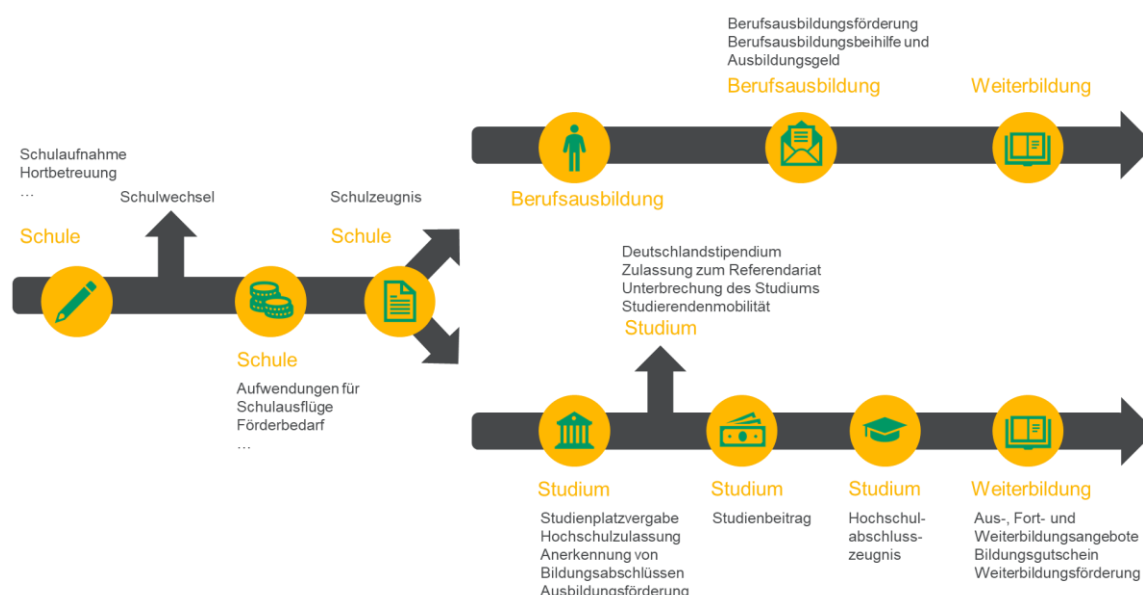 Schulaufnahme
Hortbetreuung
…
Schule
Schulwechsel
Schule
Aufwendungen für
Schulausflüge
Förderbedarf
…
Schulzeugnis
Schule
Berufsausbildung
Berufsausbildungsförderung
Berufsausbildungsbeihilfe und
Ausbildungsgeld
Berufsausbildung
Weiterbildung
Deutschlandstipendium
Zulassung zum Referendariat
Unterbrechung des Studiums
Studierendenmobilität
Studium
Studium
Studienplatzvergabe
Hochschulzulassung
Anerkennung von
Bildungsabschlüssen
Ausbildungsförderung
Studium
Studienbeitrag
Studium
Hochschul-
abschluss-
zeugnis
Weiterbildung
Aus-, Fort- und
Weiterbildungsangebote
Bildungsgutschein
Weiterbildungsförderung